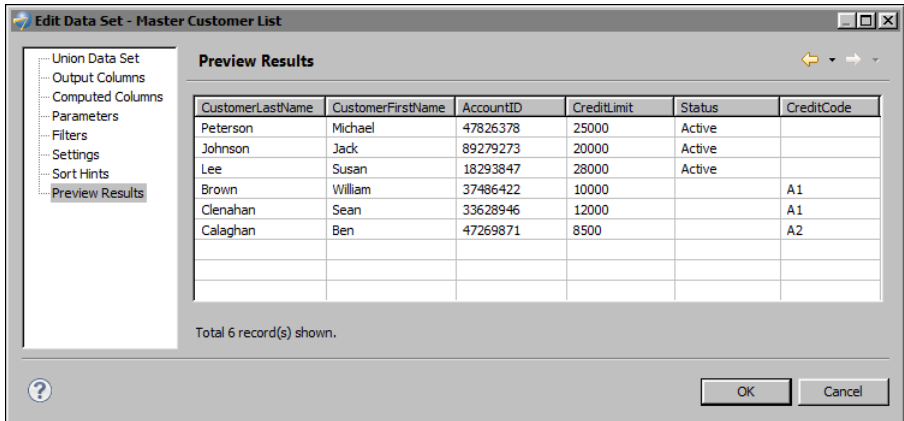 Edit Data Set - Master Customer List
Union Data Set
Output Columns
Computed Columns
Parameters
Filters
Settings
Sort Hints
Preview Results
Preview Results
CustomerLastName CustomerFirstName AccountID CreditLimit Status CreditCode
Peterson Michael 47826378 25000 Active
Johnson Jack 89279273 20000 Active
Lee Susan 18293847 28000 Active
Brown William 37486422 10000 A1
Clenahan Sean 33628946 12000 A1
Calaghan Ben 47269871 8500 A2
Total 6 record(s) shown.
?
OK Cancel